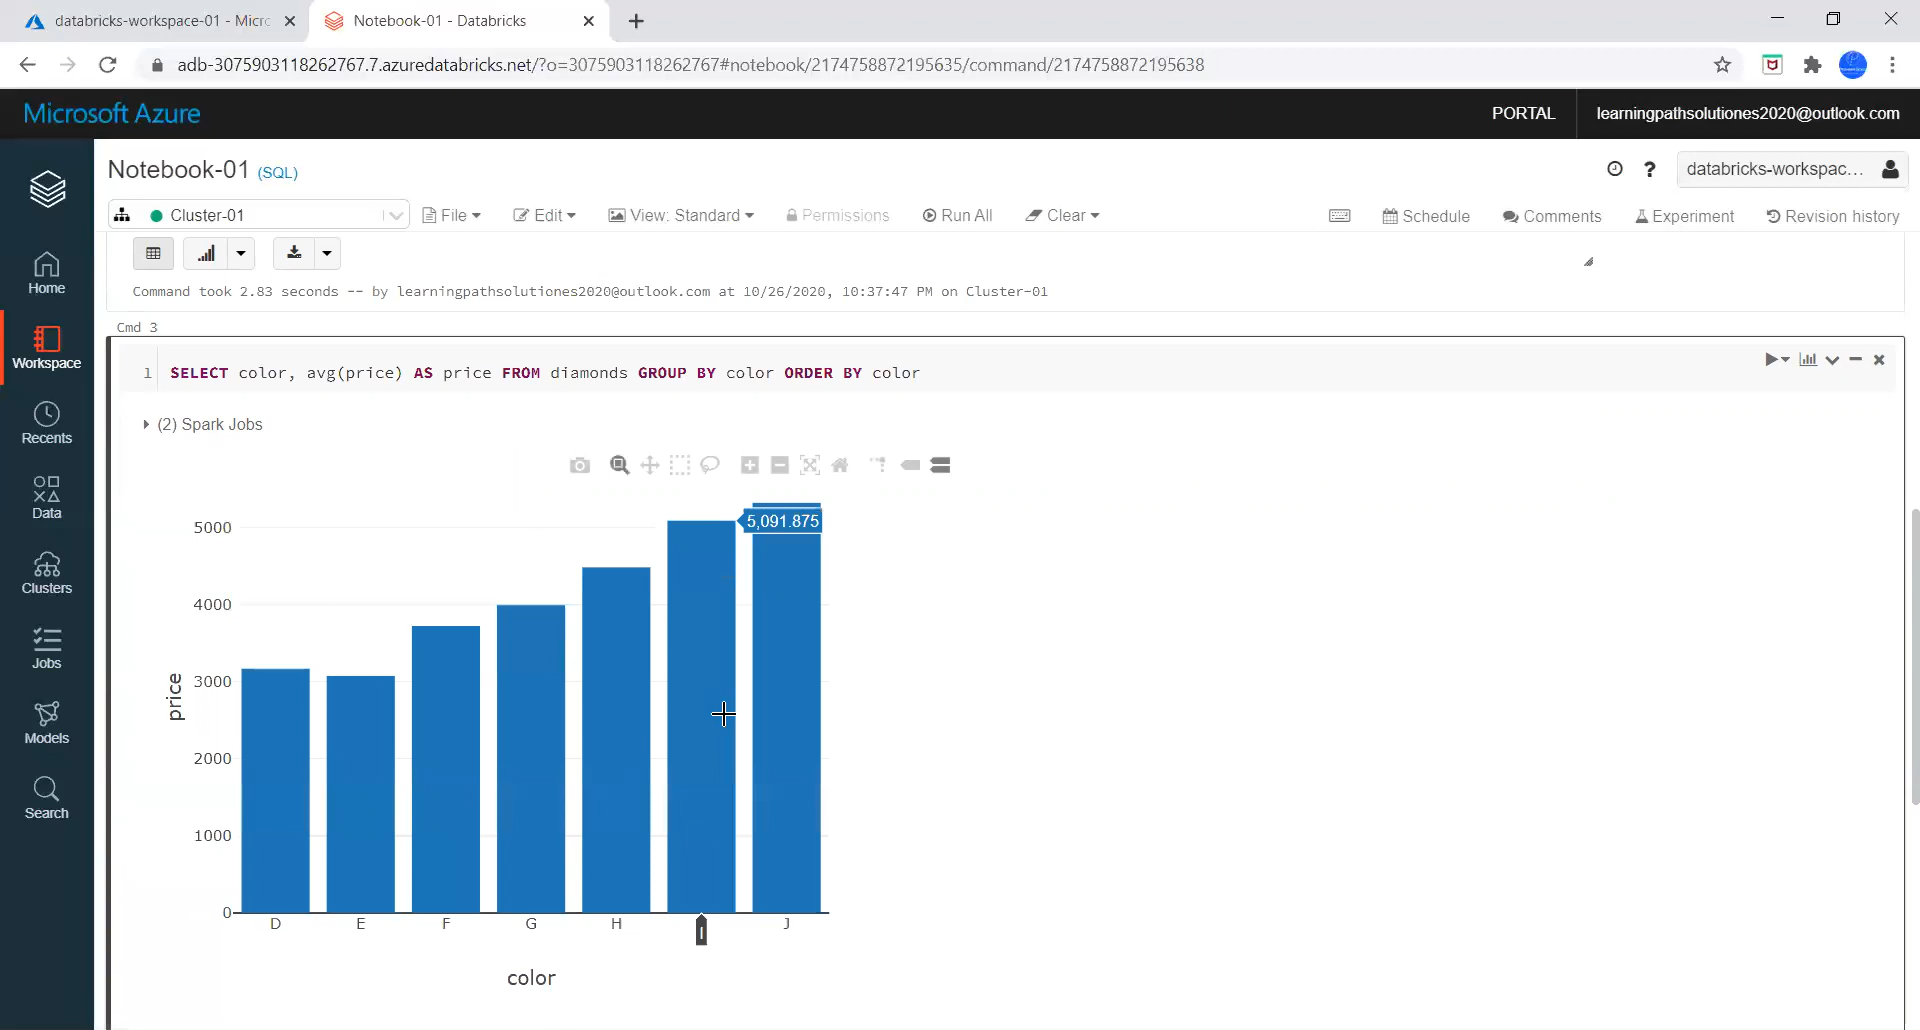 databricks-workspace-01 - Micro
Notebook-01 - Databricks
adb-3075903118262767.7.azuredatabricks.net/?o=3075903118262767#notebook/2174758872195635/command/2174758872195638
Microsoft Azure
PORTAL
learningpathsolutiones2020@outlook.com
Notebook-01 (SQL)
databricks-workspac...
Cluster-01
File
Edit
View: Standard
Permissions
Run All
Clear
Schedule
Comments
Experiment
Revision history
Home
Workspace
Recents
Data
Clusters
Jobs
Models
Search
Command took 2.83 seconds -- by learningpathsolutiones2020@outlook.com at 10/26/2020, 10:37:47 PM on Cluster-01
Cmd 3
1 SELECT color, avg(price) AS price FROM diamonds GROUP BY color ORDER BY color
(2) Spark Jobs
5,091.875
5000
4000
3000
2000
1000
0
price
D E F G H I J
color